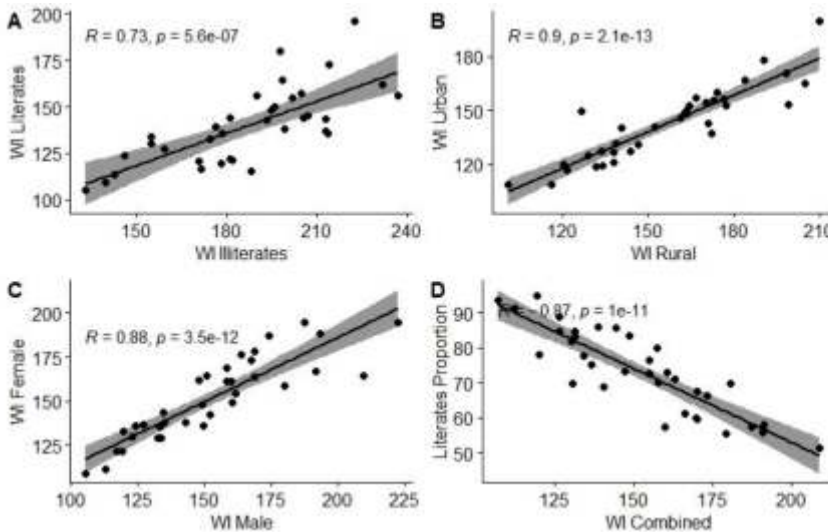 A
R = 0.73, p = 5.6e-07
WI Literates
200
175
150
125
100
150
180
210
240
WI Illiterates
B
R = 0.9, p = 2.1e-13
WI Urban
180
150
120
120
150
180
210
WI Rural
C
R = 0.88, p = 3.5e-12
WI Female
200
175
150
125
100
125
150
175
200
225
WI Male
D
R = -0.87, p = 1e-11
Literates Proportion
90
80
70
60
50
125
150
175
200
WI Combined